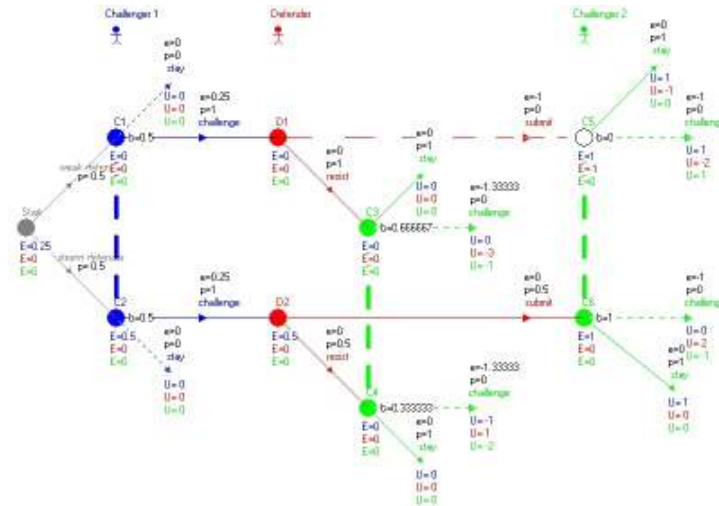 Challenger 1 Defender Challenger 2
e=0
p=0
stay
U= 0
U= 0
U= 0
C1
b=0.5
E=0
E=0
E=0
e=0.25
p=1
challenge
D1
E=0
E=0
E=0
e=0
p=1
resist
e=-1
p=0
submit
C5
b=0
E=1
E=-1
E=0
e=0
p=1
stay
U= 1
U= -1
U= 0
e=-1
p=0
challenge
U= 1
U= -2
U= 1
p=0.5
E=0.25
E=0
E=0
p=0.5
C3
b=0.666667
E=0
E=0
E=0
e=0
p=1
stay
U= 0
U= 0
U= 0
e=-1.33333
p=0
challenge
U= 0
U= -3
U= -1
C2
b=0.5
E=0.5
E=0
E=0
e=0
p=0
stay
U= 0
U= 0
U= 0
e=0.25
p=1
challenge
D2
E=0.5
E=0
E=0
e=0
p=0.5
resist
e=0
p=0.5
submit
C6
b=1
E=1
E=0
E=0
e=-1
p=0
challenge
U= 0
U= 2
U= -1
e=0
p=1
stay
U= 1
U= 0
U= 0
C4
b=0.333333
E=0
E=0
E=0
e=-1.33333
p=0
challenge
U= -1
U= 1
U= -2
e=0
p=1
stay
U= 0
U= 0
U= 0